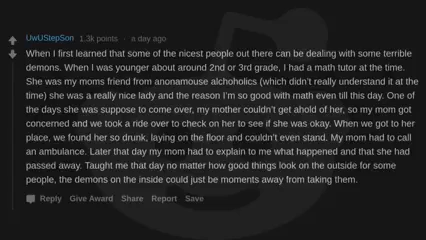 UwUStepSon 1.3k points · a day ago
When I first learned that some of the nicest people out there can be dealing with some terrible
demons. When I was younger about around 2nd or 3rd grade, I had a math tutor at the time.
She was my moms friend from anonamouse alchoholics (which didn't really understand it at the
time) she was a really nice lady and the reason I'm so good with math even till this day. One of
the days she was suppose to come over, my mother couldn't get ahold of her, so my mom got
concerned and we took a ride over to check on her to see if she was okay. When we got to her
place, we found her so drunk, laying on the floor and couldn't even stand. My mom had to call
an ambulance. Later that day my mom had to explain to me what happened and that she had
passed away. Taught me that day no matter how good things look on the outside for some
people, the demons on the inside could just be moments away from taking them.
Reply Give Award Share Report Save